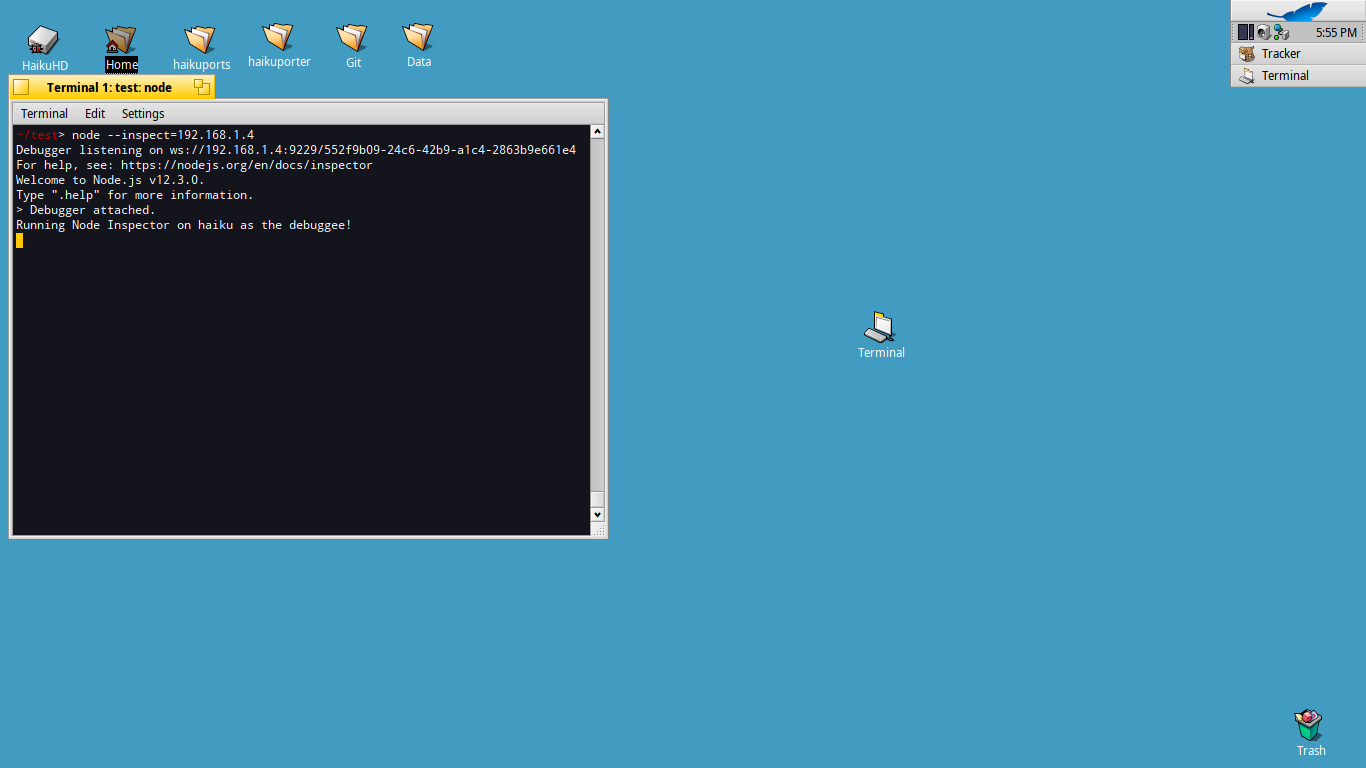 HaikuHD
Home
haikuports
haikuporter
Git
Data
5:55 PM
Tracker
Terminal
Terminal 1: test: node
Terminal Edit Settings
~/test> node --inspect=192.168.1.4
Debugger listening on ws://192.168.1.4:9229/552f9b09-24c6-42b9-a1c4-2863b9e661e4
For help, see: https://nodejs.org/en/docs/inspector
Welcome to Node.js v12.3.0.
Type ".help" for more information.
> Debugger attached.
Running Node Inspector on haiku as the debuggee!
Terminal
Trash